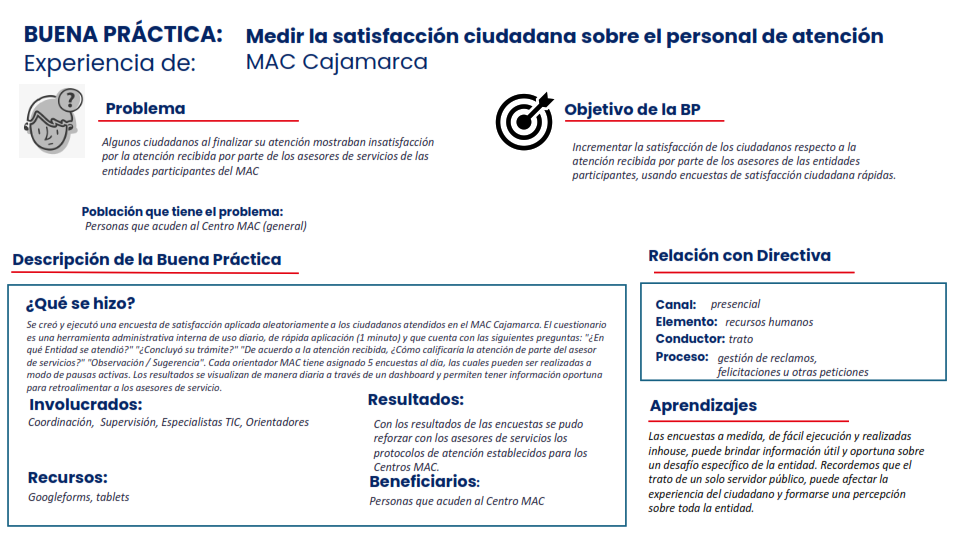 BUENA PRÁCTICA:
Medir la satisfacción ciudadana sobre el personal de atención
Experiencia de:
MAC Cajamarca
?
Problema
Algunos ciudadanos al finalizar su atención mostraban insatisfacción
por la atención recibida por parte de los asesores de servicios de las
entidades participantes del MAC
Población que tiene el problema:
Personas que acuden al Centro MAC (general)
Objetivo de la BP
Incrementar la satisfacción de los ciudadanos respecto a la
atención recibida por parte de los asesores de las entidades
participantes, usando encuestas de satisfacción ciudadana rápidas.
Descripción de la Buena Práctica
¿Qué se hizo?
Se creó y ejecutó una encuesta de satisfacción aplicada aleatoriamente a los ciudadanos atendidos en el MAC Cajamarca. El cuestionario
es una herramienta administrativa interna de uso diario, de rápida aplicación (1 minuto) y que cuenta con las siguientes preguntas: "¿En
qué Entidad se atendió?" "¿Concluyó su trámite?" "De acuerdo a la atención recibida, ¿Cómo calificaría la atención de parte del asesor
de servicios?" "Observación / Sugerencia". Cada orientador MAC tiene asignado 5 encuestas al día, las cuales pueden ser realizadas a
modo de pausas activas. Los resultados se visualizan de manera diaria a través de un dashboard y permiten tener información oportuna
para retroalimentar a los asesores de servicio.
Involucrados:
Coordinación, Supervisión, Especialistas TIC, Orientadores
Recursos:
Googleforms, tablets
Resultados:
Con los resultados de las encuestas se pudo
reforzar con los asesores de servicios los
protocolos de atención establecidos para los
Centros MAC.
Beneficiarios:
Personas que acuden al Centro MAC
Relación con Directiva
Canal: presencial
Elemento: recursos humanos
Conductor: trato
Proceso: gestión de reclamos,
felicitaciones u otras peticiones
Aprendizajes
Las encuestas a medida, de fácil ejecución y realizadas
inhouse, puede brindar información útil y oportuna sobre
un desafío específico de la entidad. Recordemos que el
trato de un solo servidor público, puede afectar la
experiencia del ciudadano y formarse una percepción
sobre toda la entidad.